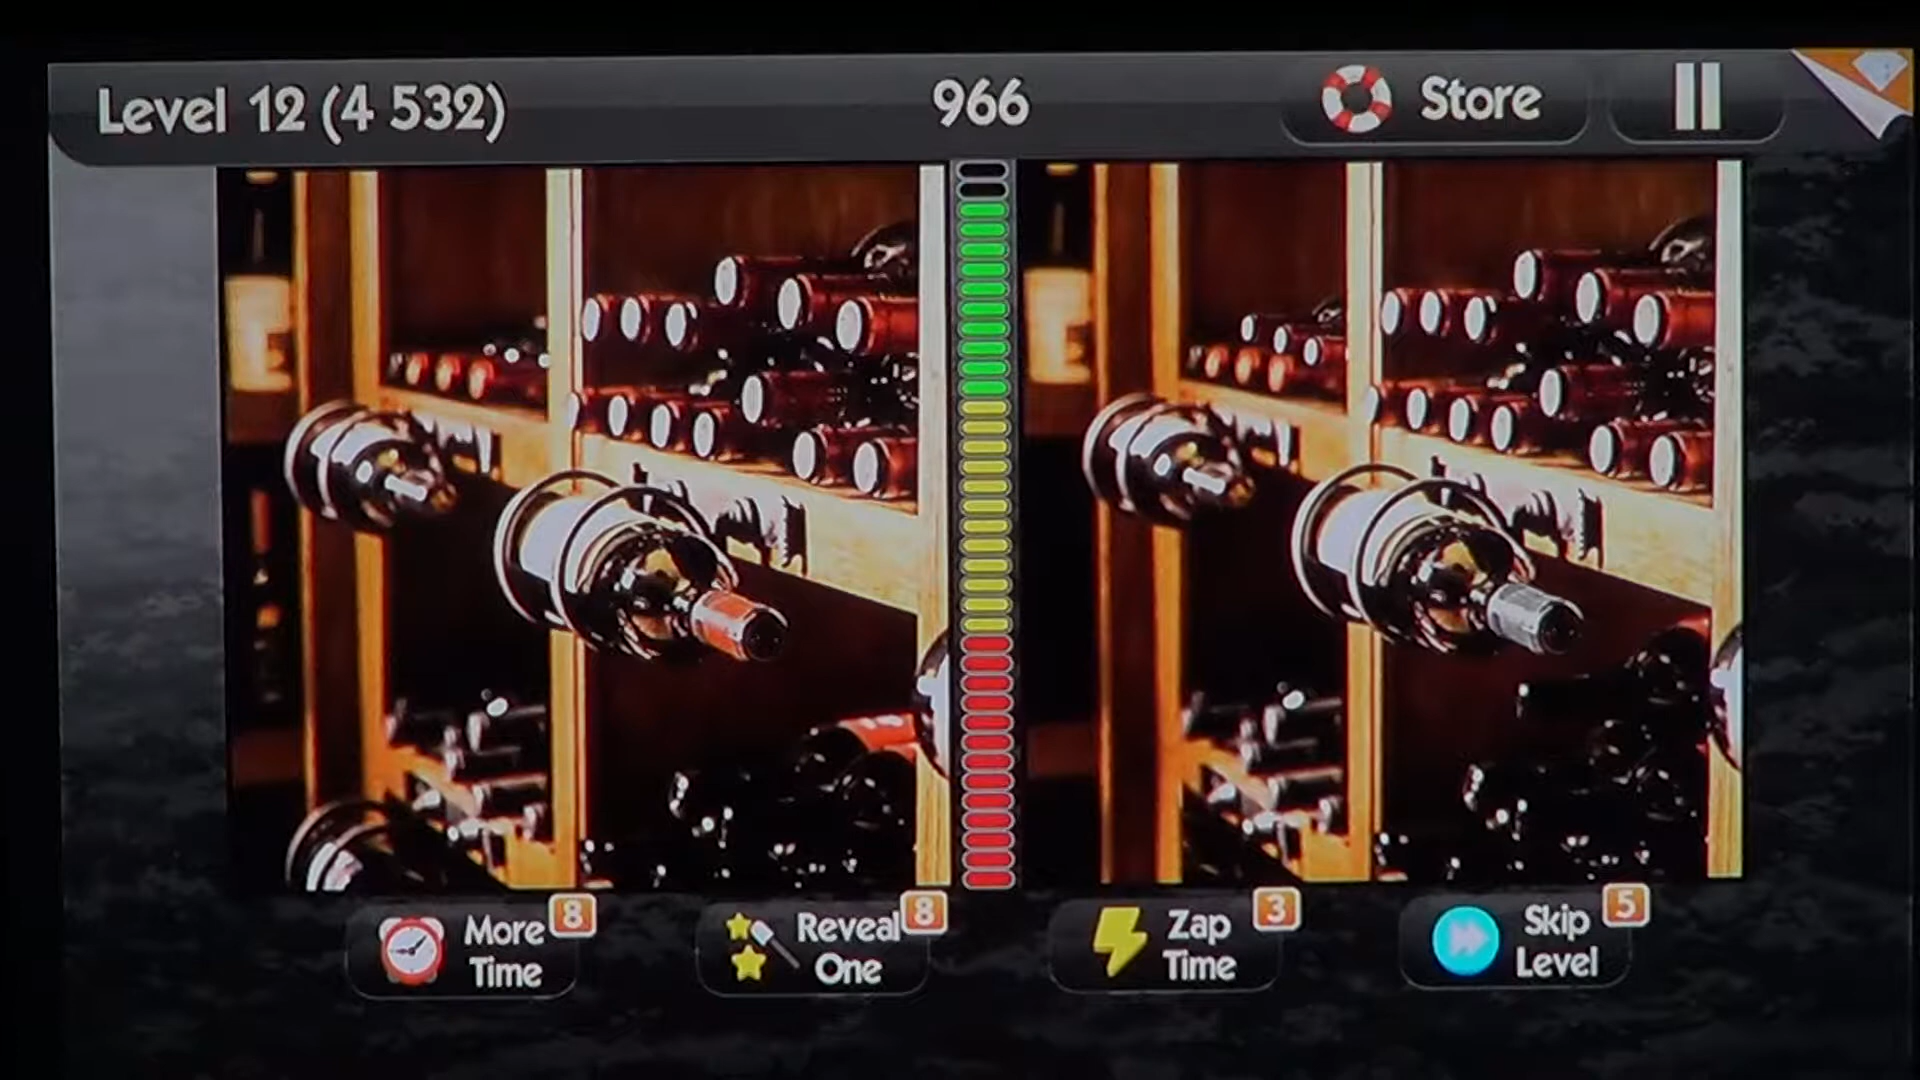 Level 12 (4 532)
966
Store
More Time
8
Reveal One
8
Zap Time
3
Skip Level
5